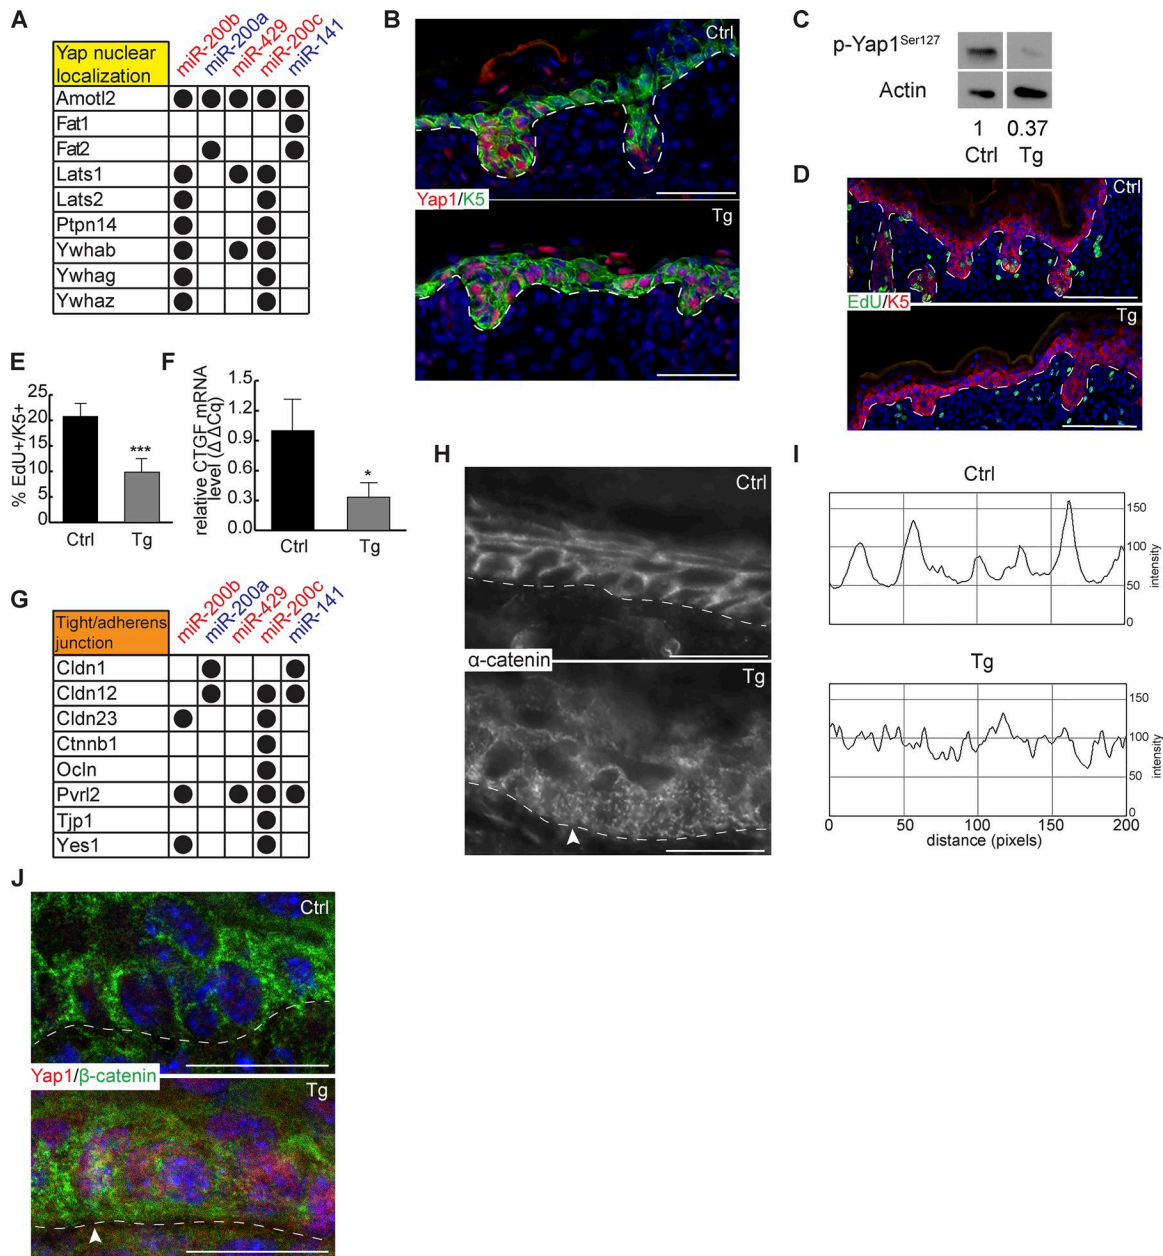 A
Yap nuclear
localization
miR-200b
miR-200a
miR-429
miR-200c
miR-141
Amotl2
Fat1
Fat2
Lats1
Lats2
Ptpn14
Ywhab
Ywhag
Ywhaz
B
Ctrl
Yap1/K5
Tg
C
p-Yap1Ser127
Actin
1 0.37
Ctrl Tg
D
Ctrl
EdU/K5
Tg
E
% EdU+/K5+
25
20
15
10
5
0
***
Ctrl Tg
F
relative CTGF mRNA
level (Δ ΔCq)
1.5
1.2
0.9
0.6
0.3
0.0
*
Ctrl Tg
G
Tight/adherens
junction
miR-200b
miR-200a
miR-429
miR-200c
miR-141
Cldn1
Cldn12
Cldn23
Ctnnb1
Ocln
Pvrl2
Tjp1
Yes1
H
Ctrl
α-catenin
Tg
I
Ctrl
150
100
50
0
intensity
Tg
150
100
50
0
intensity
0 50 100 150 200
distance (pixels)
J
Ctrl
Yap1/β-catenin
Tg